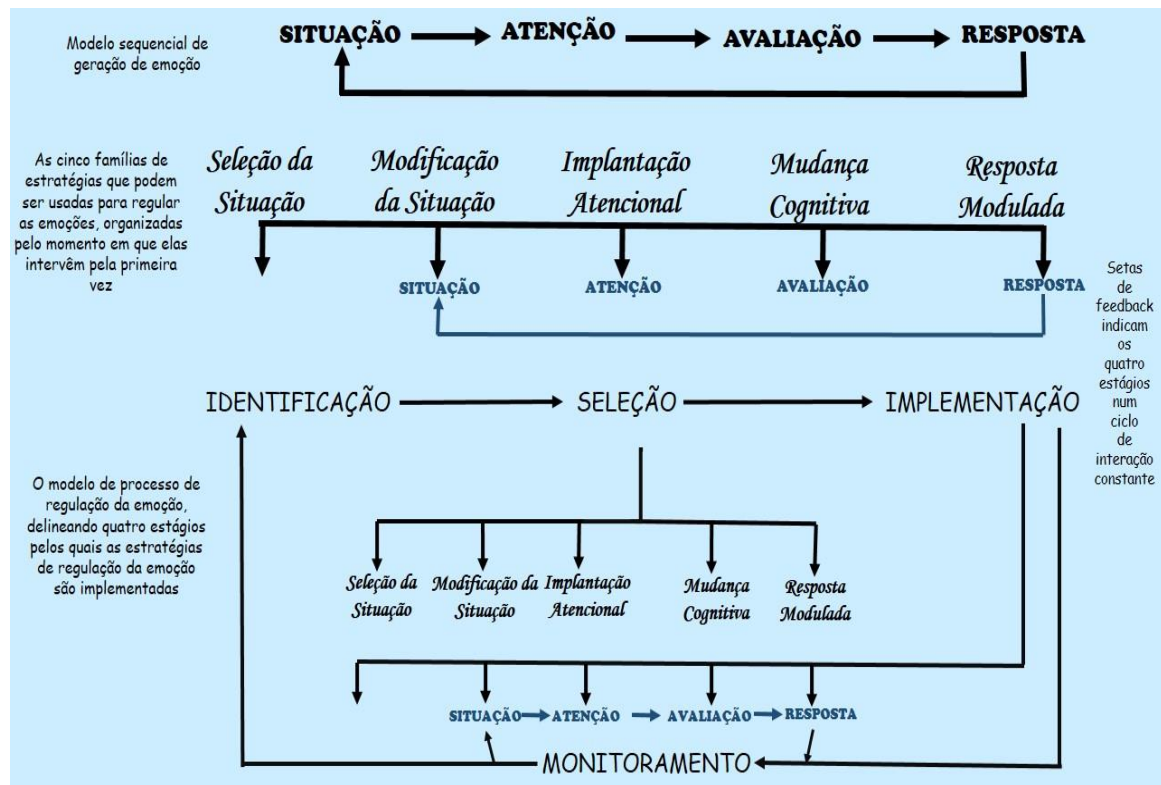 Modelo sequencial de
geração de emoção
SITUAÇÃO ATENÇÃO AVALIAÇÃO RESPOSTA
As cinco famílias de
estratégias que podem
ser usadas para regular
as emoções, organizadas
pelo momento em que elas
intervêm pela primeira
vez
Seleção da
Situação
Modificação
da Situação
Implantação
Atencional
Mudança
Cognitiva
Resposta
Modulada
SITUAÇÃO ATENÇÃO AVALIAÇÃO RESPOSTA
Setas
de
feedback
indicam
os
quatro
estágios
num
ciclo
de
interação
constante
IDENTIFICAÇÃO SELEÇÃO IMPLEMENTAÇÃO
O modelo de processo de
regulação da emoção,
delineando quatro estágios
pelos quais as estratégias
de regulação da emoção
são implementadas
Seleção da
Situação
Modificação da
Situação
Implantação
Atencional
Mudança
Cognitiva
Resposta
Modulada
SITUAÇÃO ATENÇÃO AVALIAÇÃO RESPOSTA
MONITORAMENTO